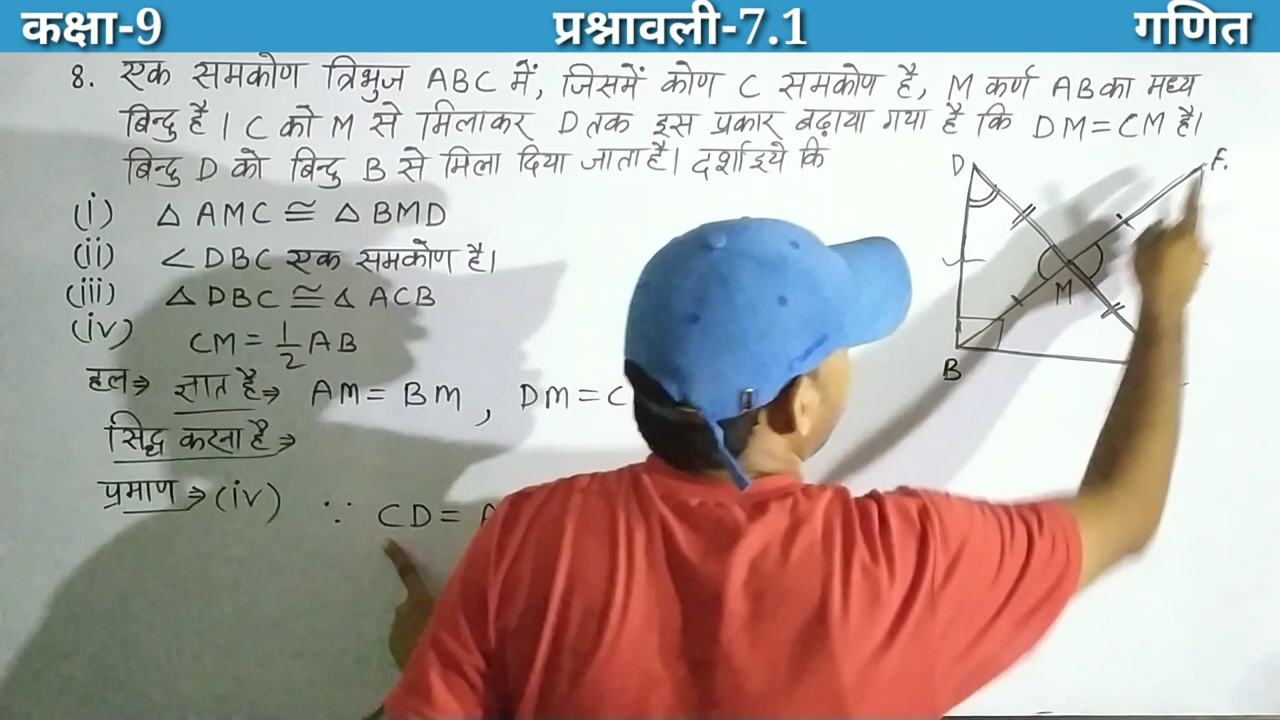 कक्षा-9 प्रश्नावली-7.1 गणित
8. एक समकोण त्रिभुज ABC में, जिसमें कोण C समकोण है, M कर्ण AB का मध्य
बिन्दु है। C को M से मिलाकर D तक इस प्रकार बढ़ाया गया है कि DM=CM है।
बिन्दु D को बिन्दु B से मिला दिया जाता है। दर्शाइये कि
(i) △AMC ≅ △BMD
(ii) ∠DBC एक समकोण है।
(iii) △DBC ≅ △ACB
(iv) CM = 1/2 AB
हल⇒ ज्ञात है⇒ AM = BM, DM = C
सिद्ध करना है⇒
प्रमाण⇒ (iv) ∵ CD =
D
M
B